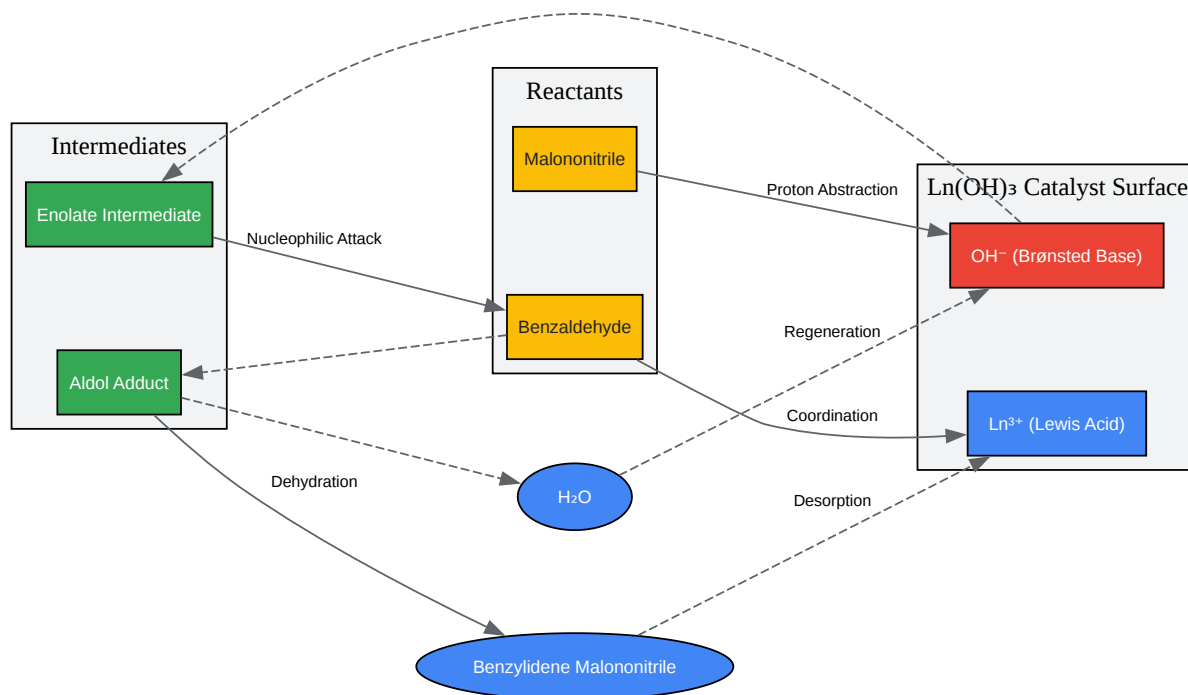 Intermediates
Enolate Intermediate
Aldol Adduct
Reactants
Malononitrile
Benzaldehyde
Ln(OH)₃ Catalyst Surface
OH⁻ (Brønsted Base)
Ln³⁺ (Lewis Acid)
Proton Abstraction
Nucleophilic Attack
Regeneration
Coordination
Dehydration
H₂O
Desorption
Benzylidene Malononitrile